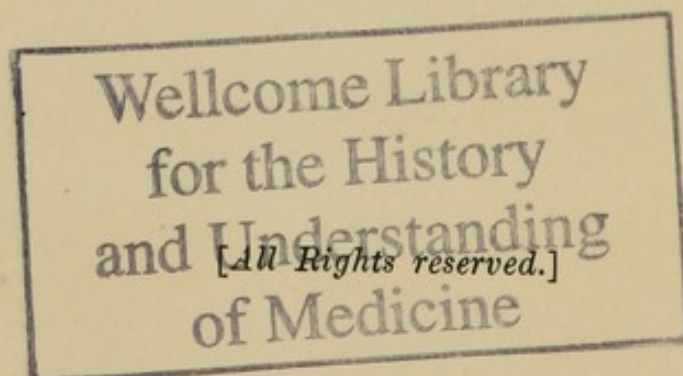 Wellcome Library
for the History
and Understanding
[All Rights reserved.]
of Medicine